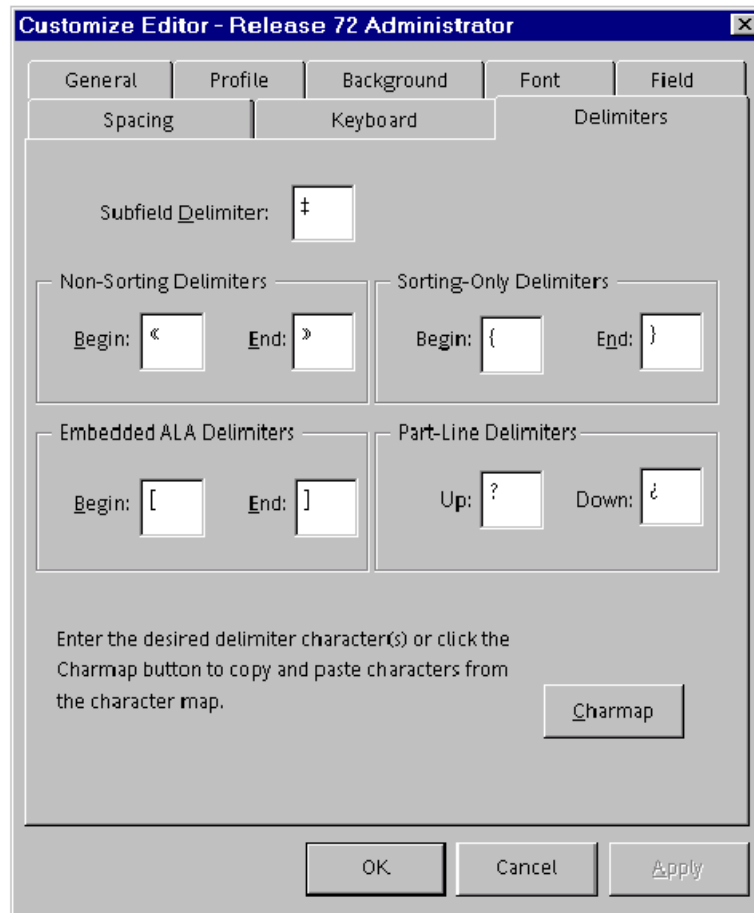 Customize Editor - Release 72 Administrator
General Profile Background Font Field
Spacing Keyboard Delimiters
Subfield Delimiter: ‡
Non-Sorting Delimiters Sorting-Only Delimiters
Begin: « End: » Begin: { End: }
Embedded ALA Delimiters Part-Line Delimiters
Begin: [ End: ] Up: ? Down: ¿
Enter the desired delimiter character(s) or click the
Charmap button to copy and paste characters from
the character map.
Charmap
OK Cancel Apply